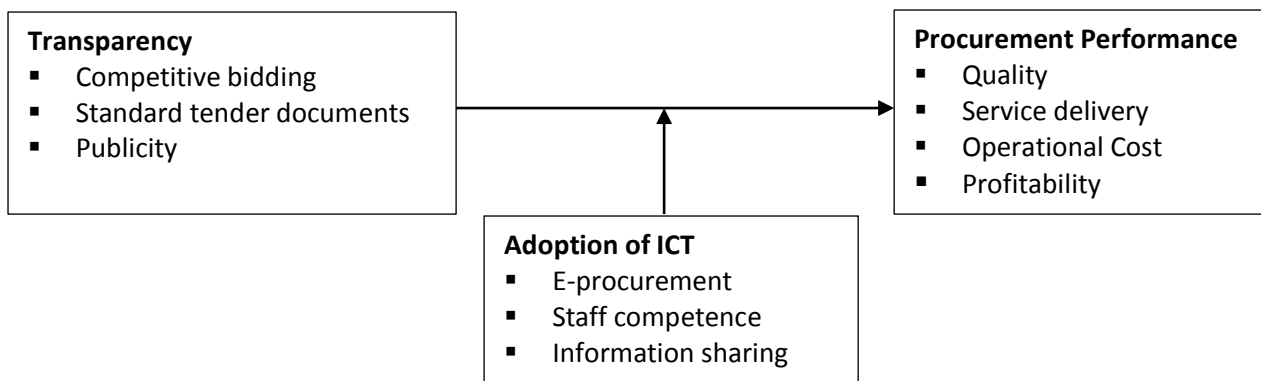 Transparency
▪ Competitive bidding
▪ Standard tender documents
▪ Publicity
Procurement Performance
▪ Quality
▪ Service delivery
▪ Operational Cost
▪ Profitability
Adoption of ICT
▪ E-procurement
▪ Staff competence
▪ Information sharing